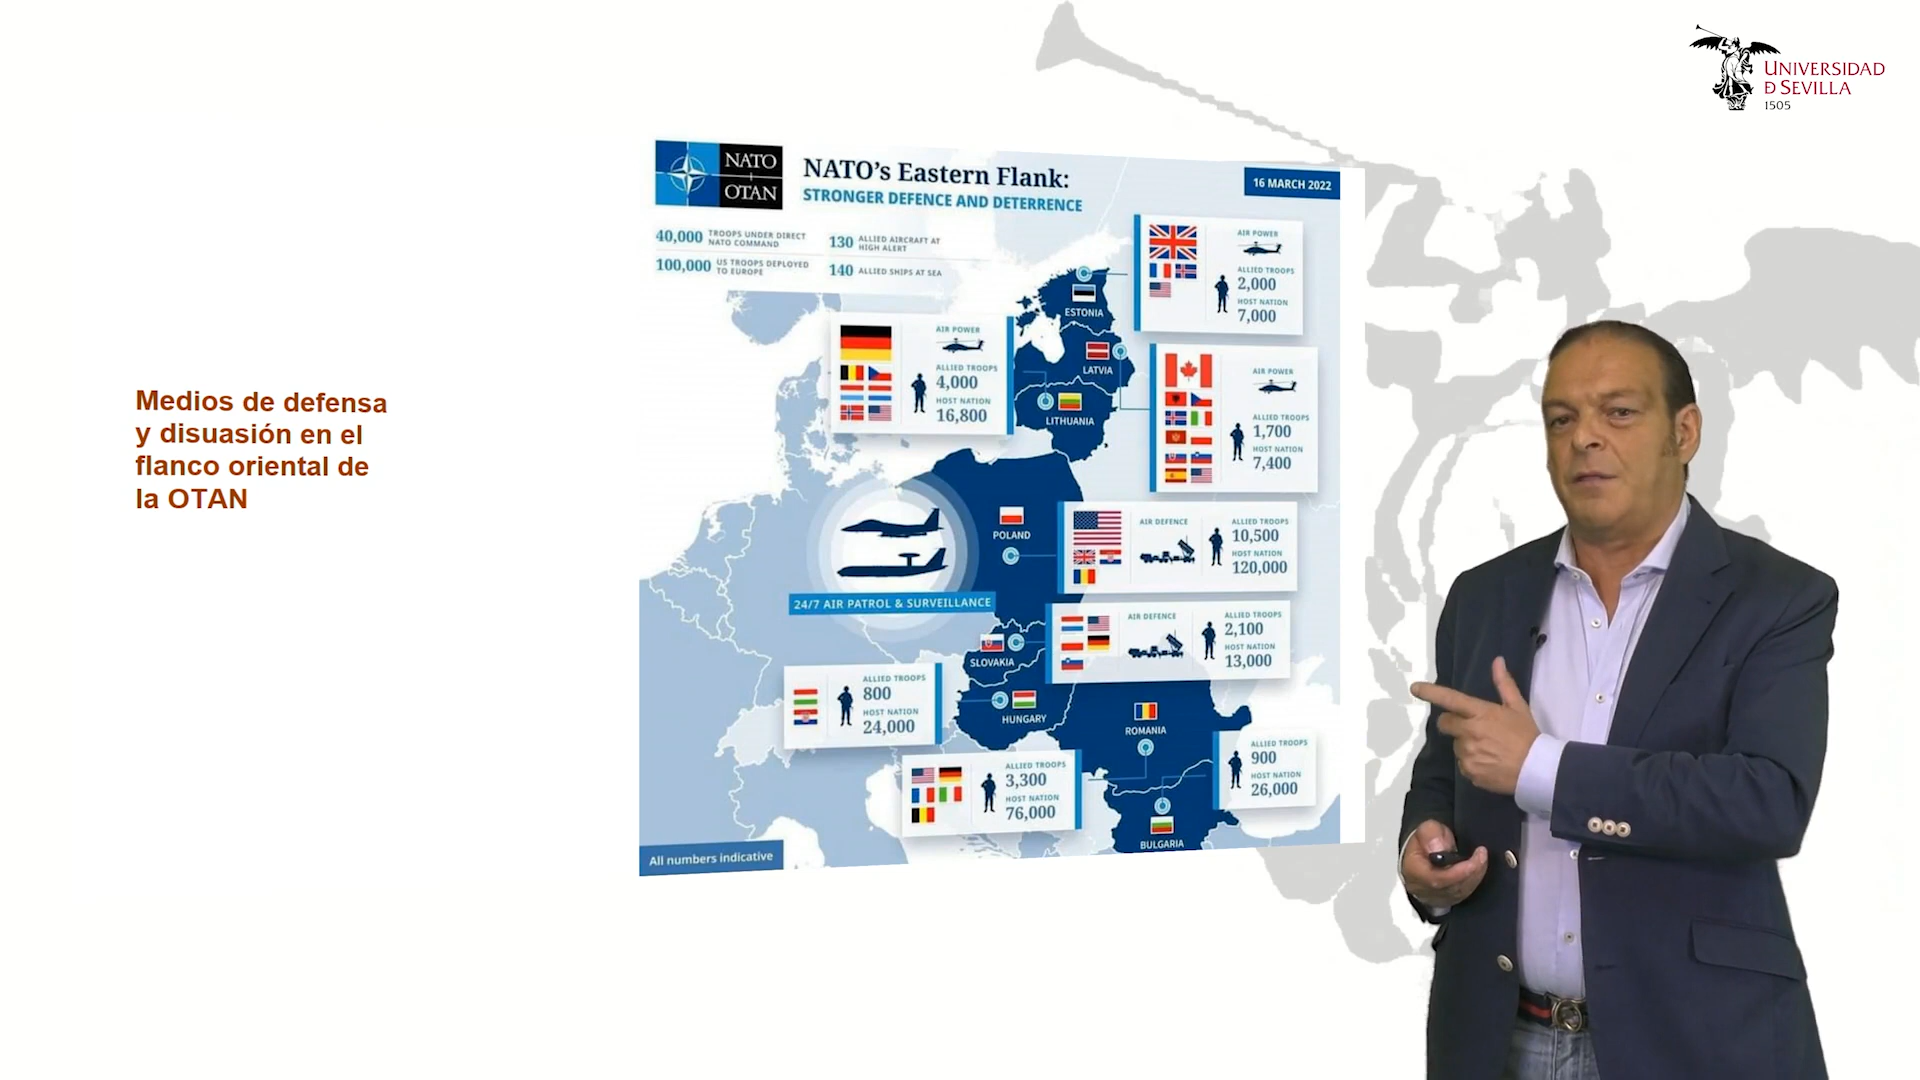 UNIVERSIDAD
D SEVILLA
1505
Medios de defensa
y disuasión en el
flanco oriental de
la OTAN
NATO
OTAN
NATO's Eastern Flank:
STRONGER DEFENCE AND DETERRENCE
16 MARCH 2022
40,000 TROOPS UNDER DIRECT
NATO COMMAND
130 ALLIED AIRCRAFT AT
HIGH ALERT
100,000 US TROOPS DEPLOYED
TO EUROPE
140 ALLIED SHIPS AT SEA
AIR POWER
ALLIED TROOPS
2,000
HOST NATION
7,000
ESTONIA
AIR POWER
ALLIED TROOPS
4,000
HOST NATION
16,800
LATVIA
LITHUANIA
AIR POWER
ALLIED TROOPS
1,700
HOST NATION
7,400
POLAND
AIR DEFENCE
ALLIED TROOPS
10,500
HOST NATION
120,000
24/7 AIR PATROL & SURVEILLANCE
AIR DEFENCE
ALLIED TROOPS
2,100
HOST NATION
13,000
SLOVAKIA
ALLIED TROOPS
800
HOST NATION
24,000
HUNGARY
ROMANIA
ALLIED TROOPS
3,300
HOST NATION
76,000
ALLIED TROOPS
900
HOST NATION
26,000
BULGARIA
All numbers indicative